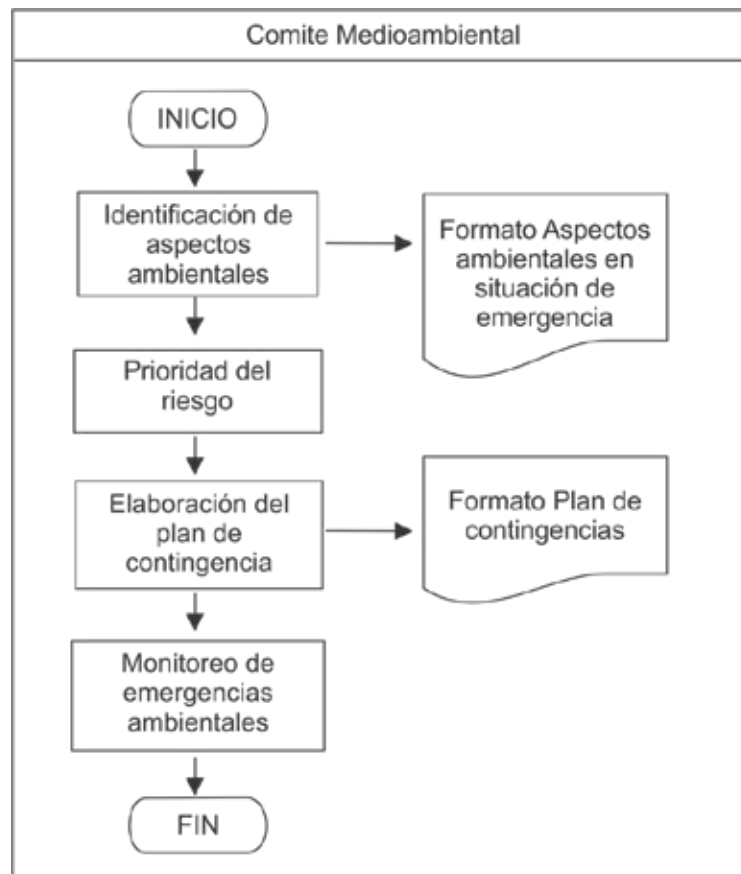 Comite Medioambiental
INICIO
Identificación de
aspectos
ambientales
Formato Aspectos
ambientales en
situación de
emergencia
Prioridad del
riesgo
Elaboración del
plan de
contingencia
Formato Plan de
contingencias
Monitoreo de
emergencias
ambientales
FIN